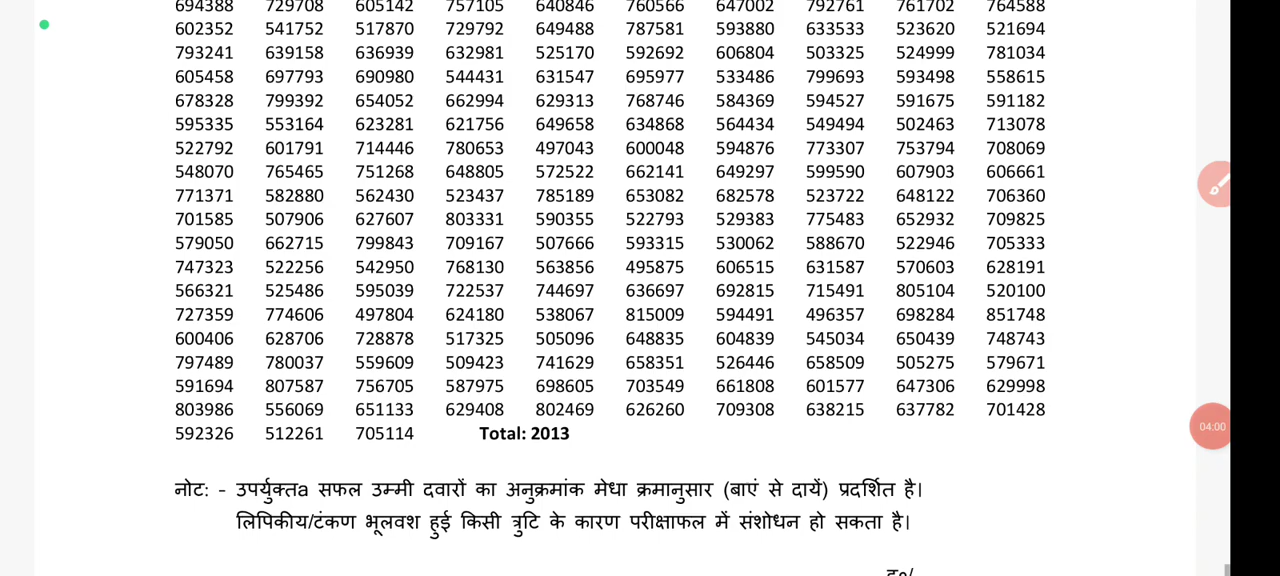 694388 729708 605142 757105 640846 760566 647002 792761 761702 764588
602352 541752 517870 729792 649488 787581 593880 633533 523620 521694
793241 639158 636939 632981 525170 592692 606804 503325 524999 781034
605458 697793 690980 544431 631547 695977 533486 799693 593498 558615
678328 799392 654052 662994 629313 768746 584369 594527 591675 591182
595335 553164 623281 621756 649658 634868 564434 549494 502463 713078
522792 601791 714446 780653 497043 600048 594876 773307 753794 708069
548070 765465 751268 648805 572522 662141 649297 599590 607903 606661
771371 582880 562430 523437 785189 653082 682578 523722 648122 706360
701585 507906 627607 803331 590355 522793 529383 775483 652932 709825
579050 662715 799843 709167 507666 593315 530062 588670 522946 705333
747323 522256 542950 768130 563856 495875 606515 631587 570603 628191
566321 525486 595039 722537 744697 636697 692815 715491 805104 520100
727359 774606 497804 624180 538067 815009 594491 496357 698284 851748
600406 628706 728878 517325 505096 648835 604839 545034 650439 748743
797489 780037 559609 509423 741629 658351 526446 658509 505275 579671
591694 807587 756705 587975 698605 703549 661808 601577 647306 629998
803986 556069 651133 629408 802469 626260 709308 638215 637782 701428
592326 512261 705114 Total: 2013
नोट: - उपर्युक्तa सफल उम्मी दवारों का अनुक्रमांक मेधा क्रमानुसार (बाएं से दायें) प्रदर्शित है।
लिपिकीय/टंकण भूलवश हुई किसी त्रुटि के कारण परीक्षाफल में संशोधन हो सकता है।
04:00